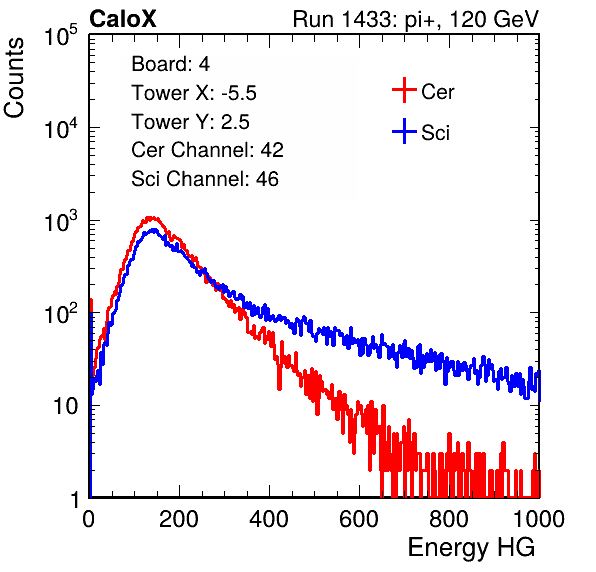 CaloX Run 1433: pi+, 120 GeV
Counts
Board: 4
Tower X: -5.5
Tower Y: 2.5
Cer Channel: 42
Sci Channel: 46
Cer
Sci
10^5
10^4
10^3
10^2
10
1
0 200 400 600 800 1000
Energy HG